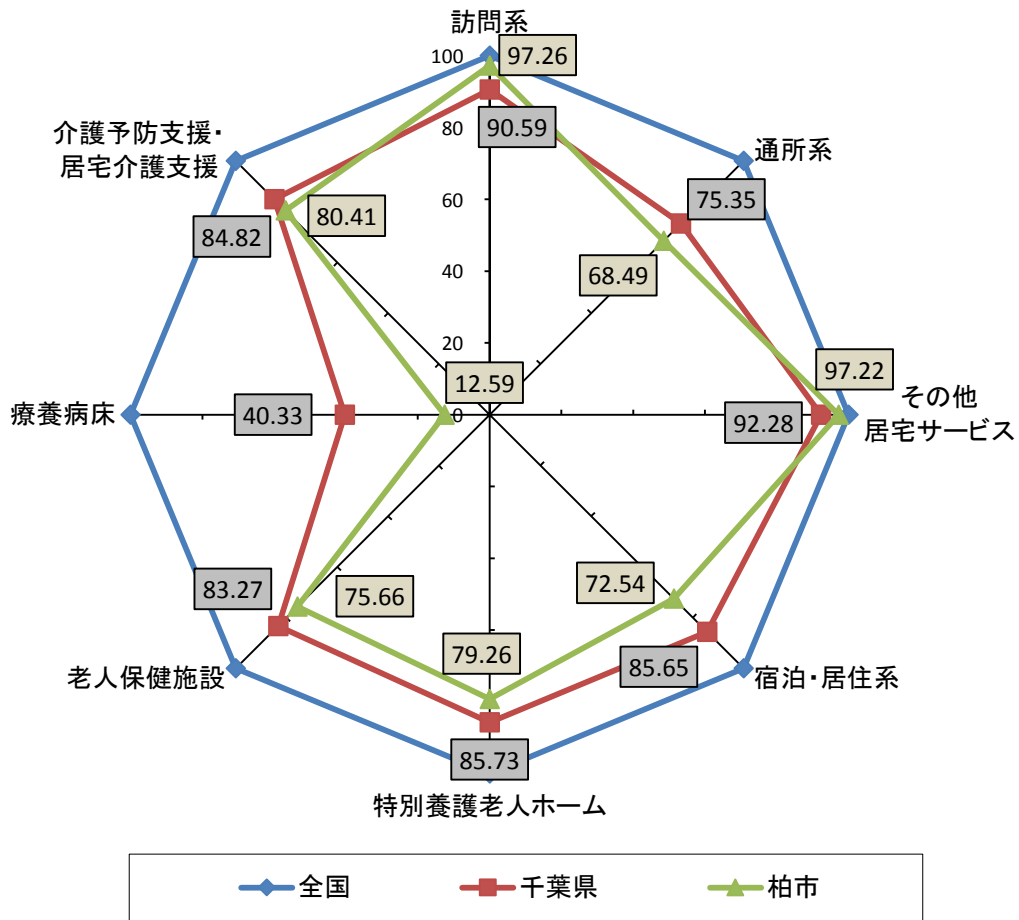 訪問系
100
97.26
80
90.59
介護予防支援・
居宅介護支援
通所系
75.35
60
80.41
84.82
68.49
40
20
12.59
97.22
療養病床
40.33
0
92.28
その他
居宅サービス
83.27
75.66
72.54
79.26
85.65
老人保健施設
宿泊・居住系
85.73
特別養護老人ホーム
全国
千葉県
柏市